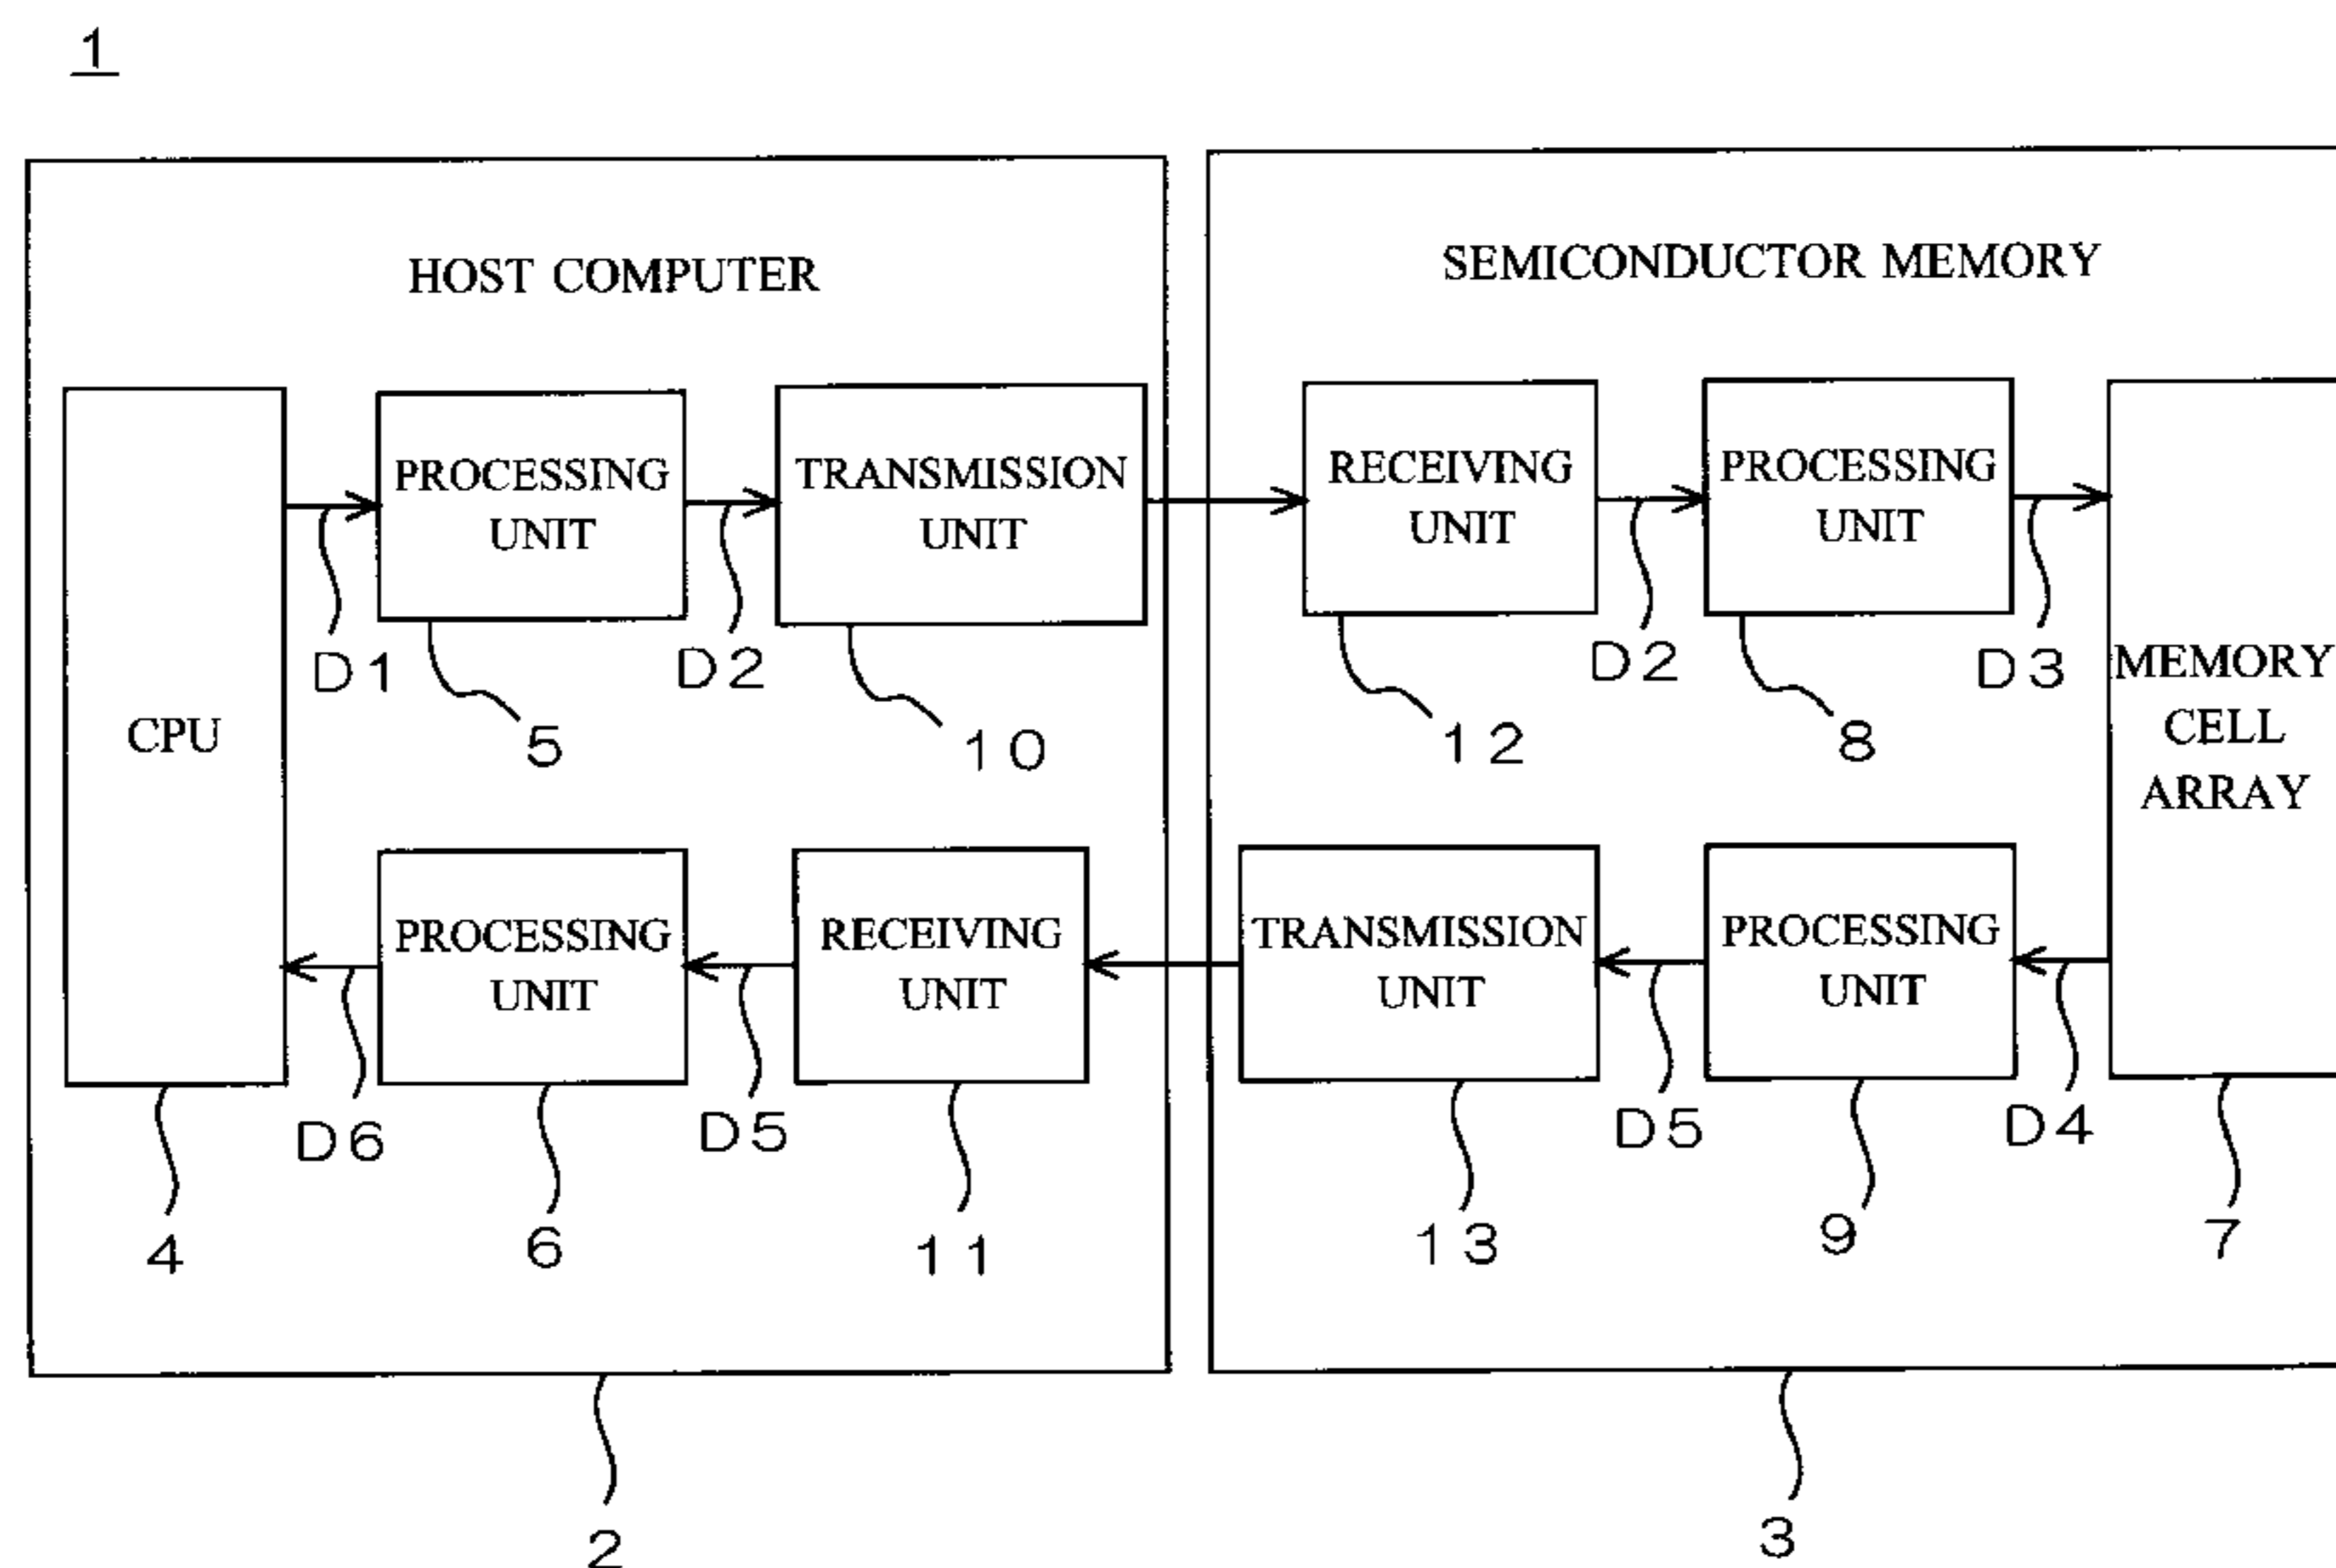 1
HOST COMPUTER
SEMICONDUCTOR MEMORY
CPU
PROCESSING
UNIT
TRANSMISSION
UNIT
RECEIVING
UNIT
PROCESSING
UNIT
MEMORY
CELL
ARRAY
D1
D2
D2
D3
5
10
12
8
PROCESSING
UNIT
RECEIVING
UNIT
TRANSMISSION
UNIT
PROCESSING
UNIT
D6
D5
D5
D4
4
6
11
13
9
7
2
3